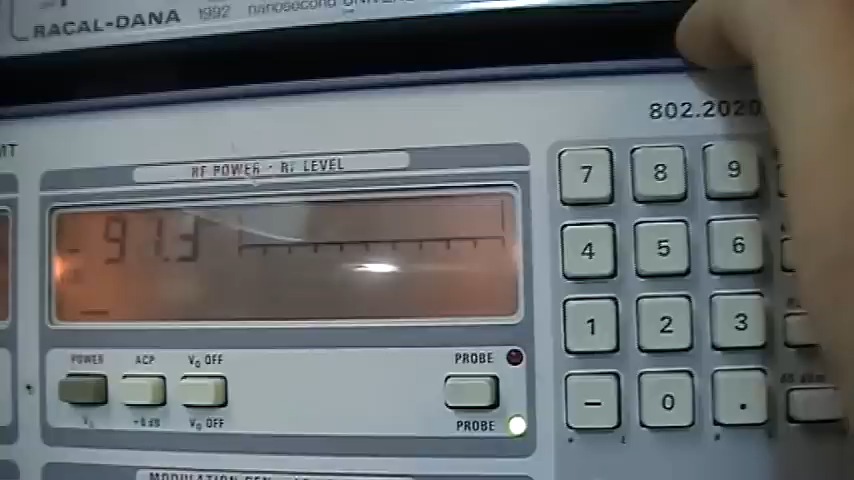 RACAL-DANA 1992 nanosecond
802.2020
RF POWER · RF LEVEL
7 8 9
91.3
4 5 6
1 2 3
POWER ACP V₀ OFF PROBE
V₀ OFF PROBE
- 0 .